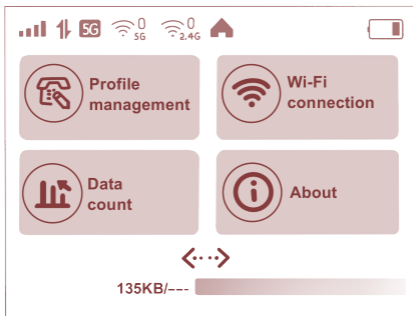 5G 0 5G 0 2.4G
Profile management
Wi-Fi connection
Data count
About
135KB/---